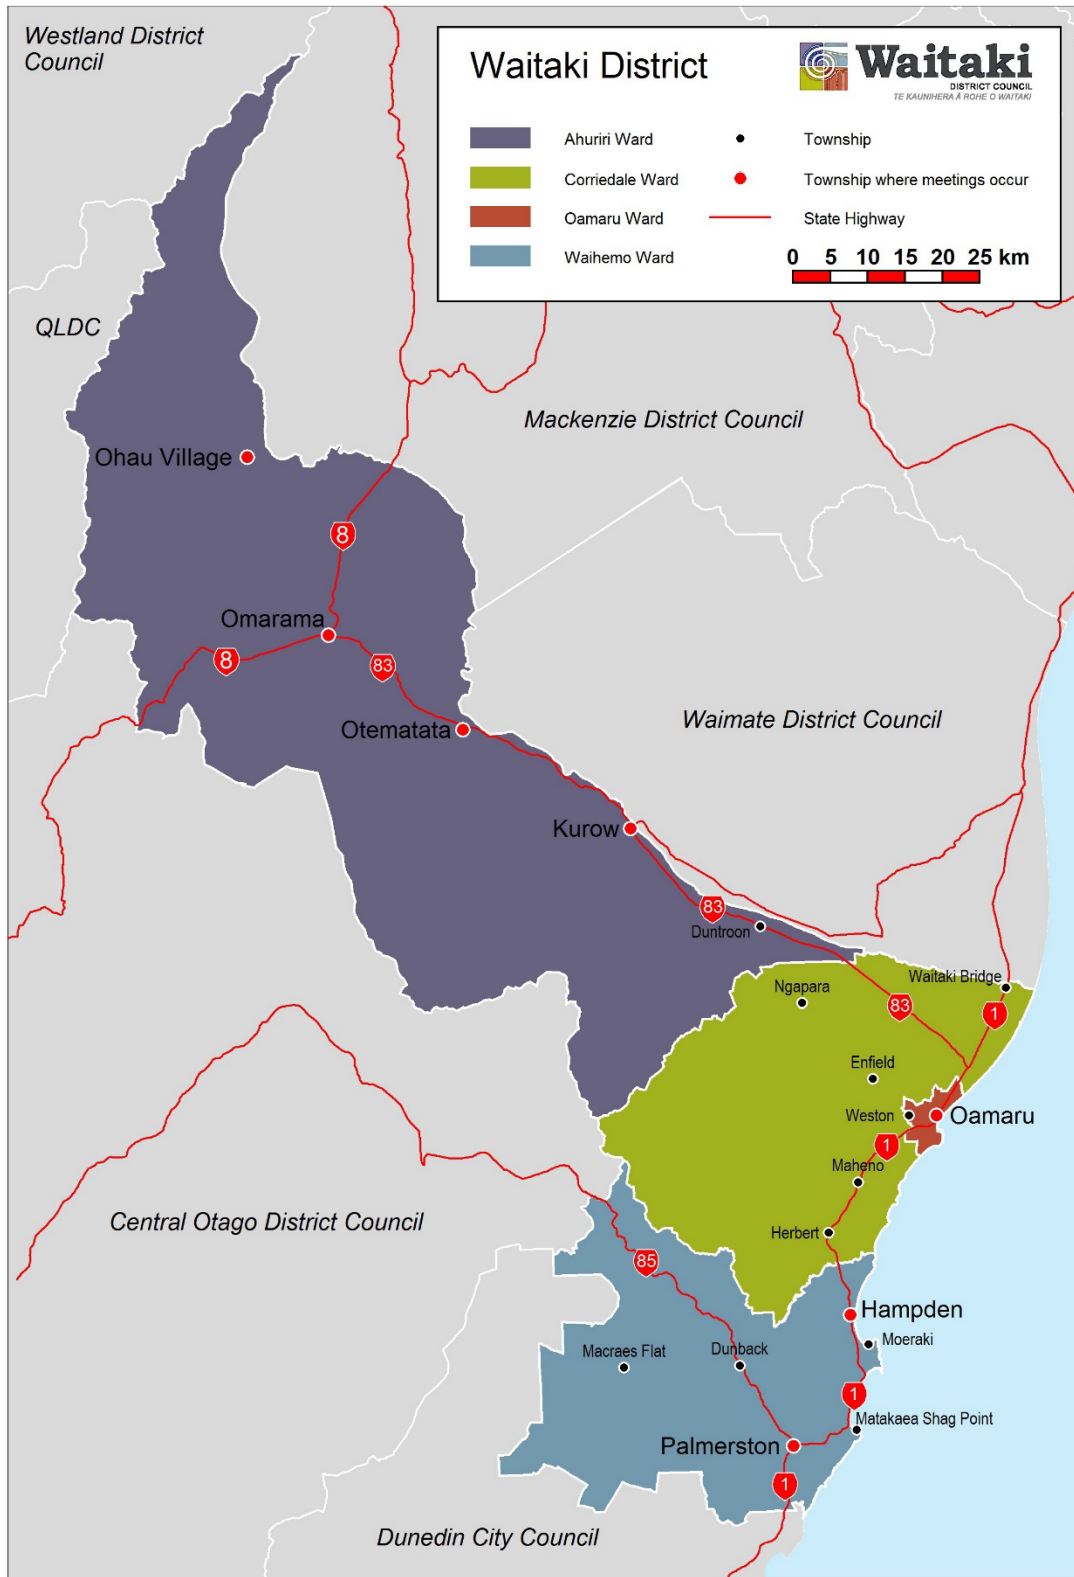 Westland District
Council
Waitaki District
Waitaki
DISTRICT COUNCIL
TE KAUNIHERA Ā ROHE O WAITAKI
Ahuriri Ward
Township
Corriedale Ward
Township where meetings occur
Oamaru Ward
State Highway
Waihemo Ward
0 5 10 15 20 25 km
QLDC
Mackenzie District Council
Ohau Village
8
Omarama
8
83
Waimate District Council
Otematata
Kurow
83
Duntroon
Waitaki Bridge
Ngapara
83
1
Enfield
Weston
Oamaru
1
Maheno
Central Otago District Council
Herbert
85
Hampden
Moeraki
Macraes Flat
Dunback
1
Matakaea Shag Point
Palmerston
1
Dunedin City Council